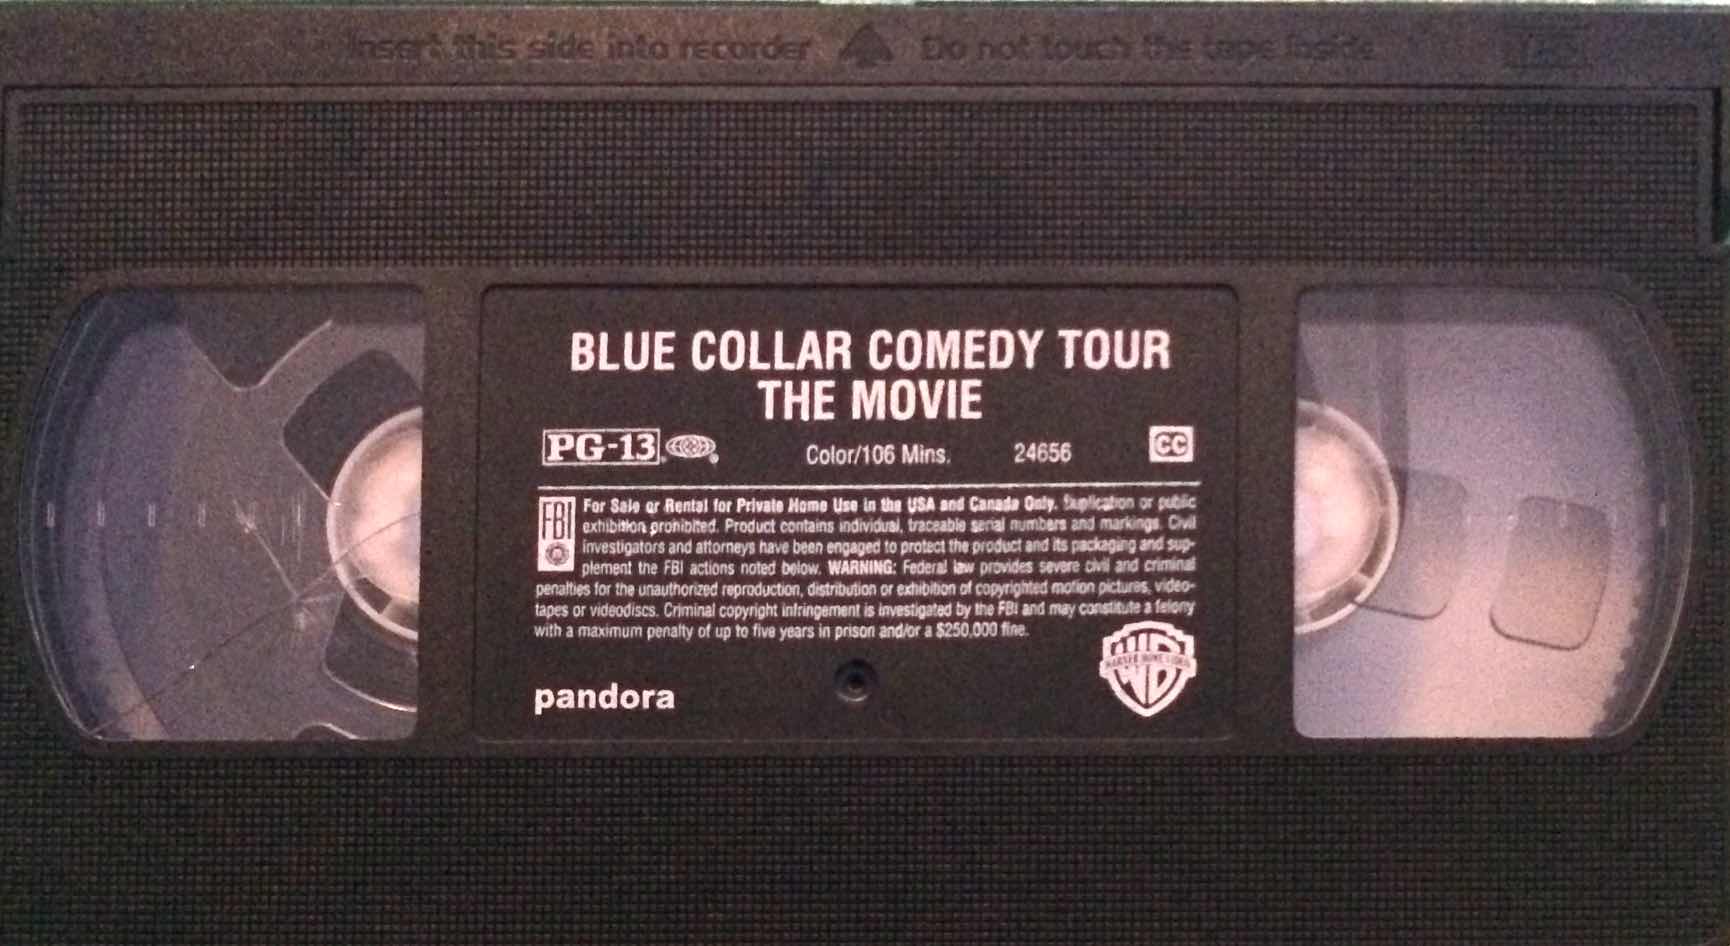 Insert this side into recorder Do not touch the tape inside
BLUE COLLAR COMEDY TOUR
THE MOVIE
PG-13 Color/106 Mins. 24656 CC
FBI
For Sale or Rental for Private Home Use in the USA and Canada Only. Duplication or public
exhibition prohibited. Product contains individual, traceable serial numbers and markings. Civil
investigators and attorneys have been engaged to protect the product and its packaging and sup-
plement the FBI actions noted below. WARNING: Federal law provides severe civil and criminal
penalties for the unauthorized reproduction, distribution or exhibition of copyrighted motion pictures, video-
tapes or videodiscs. Criminal copyright infringement is investigated by the FBI and may constitute a felony
with a maximum penalty of up to five years in prison and/or a $250,000 fine.
WARNER HOME VIDEO
WB
pandora